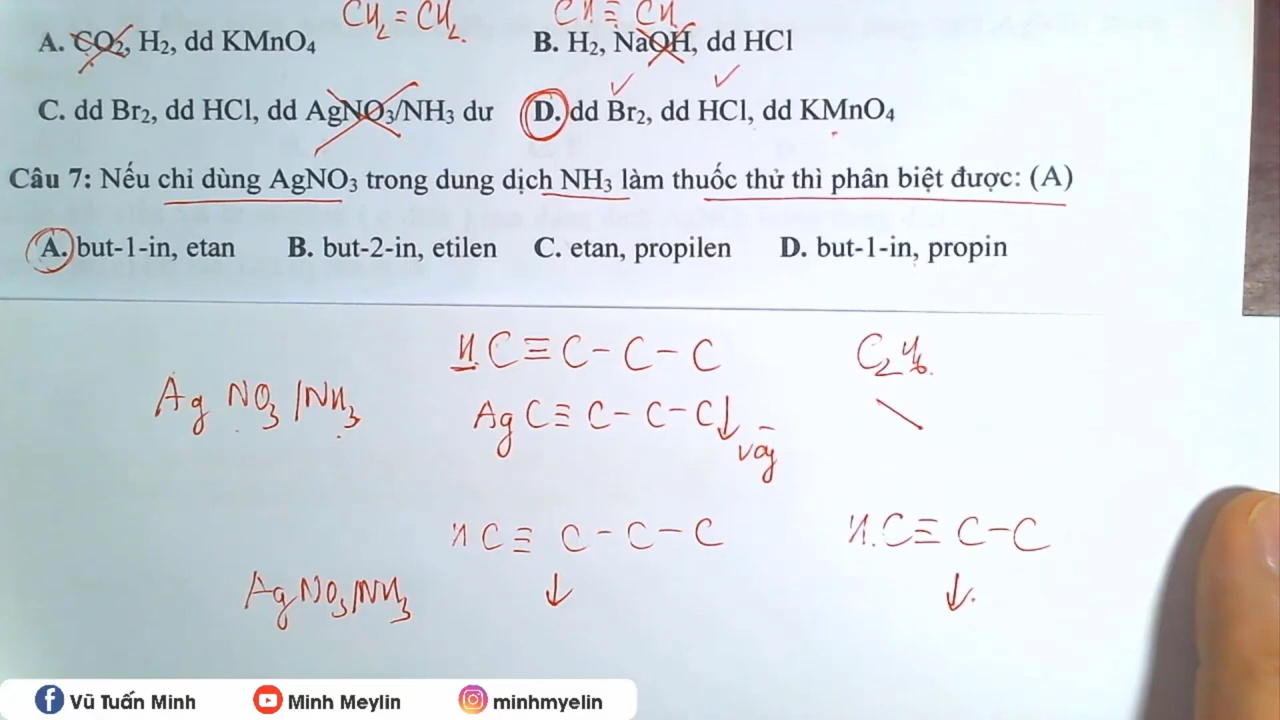 CH₂ = CH₂. CH ≡ CH
A. CO₂, H₂, dd KMnO₄ B. H₂, NaOH, dd HCl
C. dd Br₂, dd HCl, dd AgNO₃/NH₃ dư D. dd Br₂, dd HCl, dd KMnO₄
Câu 7: Nếu chỉ dùng AgNO₃ trong dung dịch NH₃ làm thuốc thử thì phân biệt được: (A)
A. but-1-in, etan B. but-2-in, etilen C. etan, propilen D. but-1-in, propin
HC ≡ C - C - C C₂H₆.
AgNO₃/NH₃ AgC ≡ C - C - C↓
vàg
HC ≡ C - C - C H.C ≡ C - C
AgNO₃/NH₃ ↓ ↓.
Vũ Tuấn Minh Minh Meylin minhmyelin